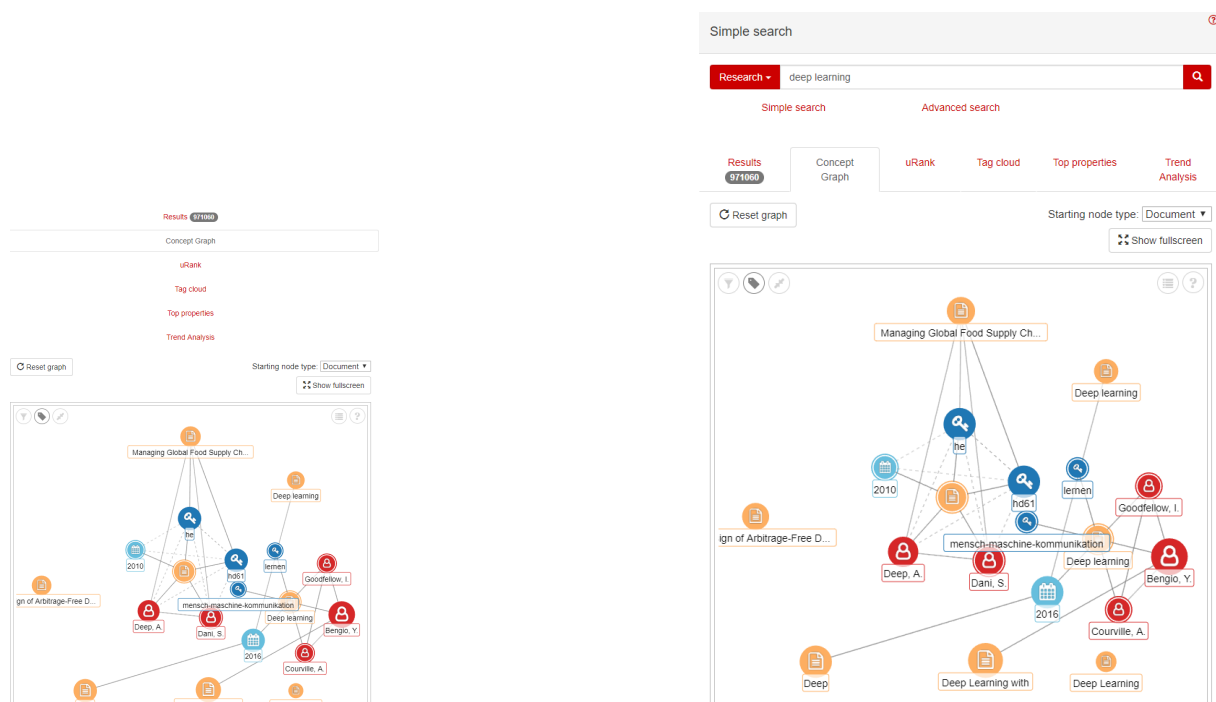 Results 971060
Concept Graph
uRank
Tag cloud
Top properties
Trend Analysis
Reset graph
Starting node type: Document
Show fullscreen
?
Managing Global Food Supply Ch...
Deep learning
he
2010
hd61
lernen
Goodfellow, I.
ign of Arbitrage-Free D...
mensch-maschine-kommunikation
Deep, A.
Dani, S.
Deep learning
Bengio, Y.
2016
Courville, A.
Simple search
?
Research
deep learning
Simple search
Advanced search
Results
971060
Concept
Graph
uRank
Tag cloud
Top properties
Trend
Analysis
Reset graph
Starting node type: Document
Show fullscreen
?
Managing Global Food Supply Ch...
Deep learning
he
2010
hd61
lernen
Goodfellow, I.
ign of Arbitrage-Free D...
mensch-maschine-kommunikation
Deep learning
Deep, A.
Dani, S.
Bengio, Y.
2016
Courville, A.
Deep
Deep Learning with
Deep Learning